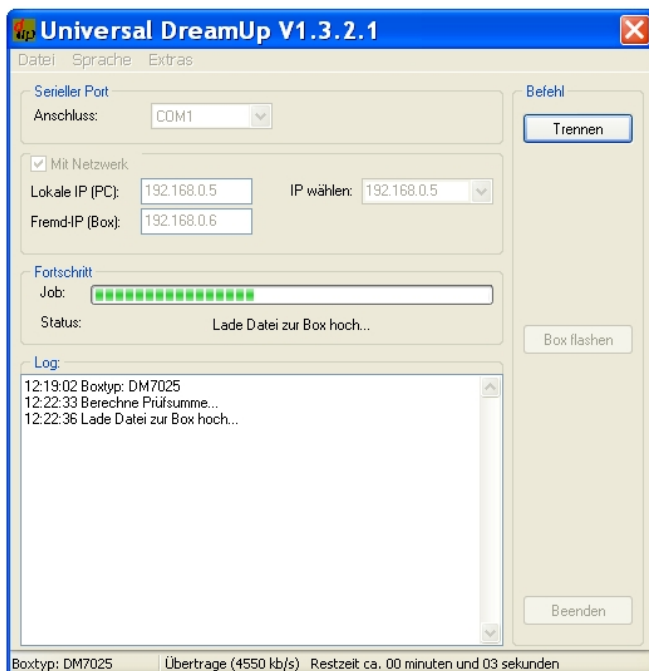 dup Universal DreamUp V1.3.2.1
Datei Sprache Extras
Serieller Port
Anschluss: COM1
Mit Netzwerk
Lokale IP (PC): 192.168.0.5 IP wählen: 192.168.0.5
Fremd-IP (Box): 192.168.0.6
Fortschritt
Job:
Status: Lade Datei zur Box hoch...
Log:
12:19:02 Boxtyp: DM7025
12:22:33 Berechne Prüfsumme...
12:22:36 Lade Datei zur Box hoch...
Befehl
Trennen
Box flashen
Beenden
Boxtyp: DM7025 Übertrage (4550 kb/s) Restzeit ca. 00 minuten und 03 sekunden